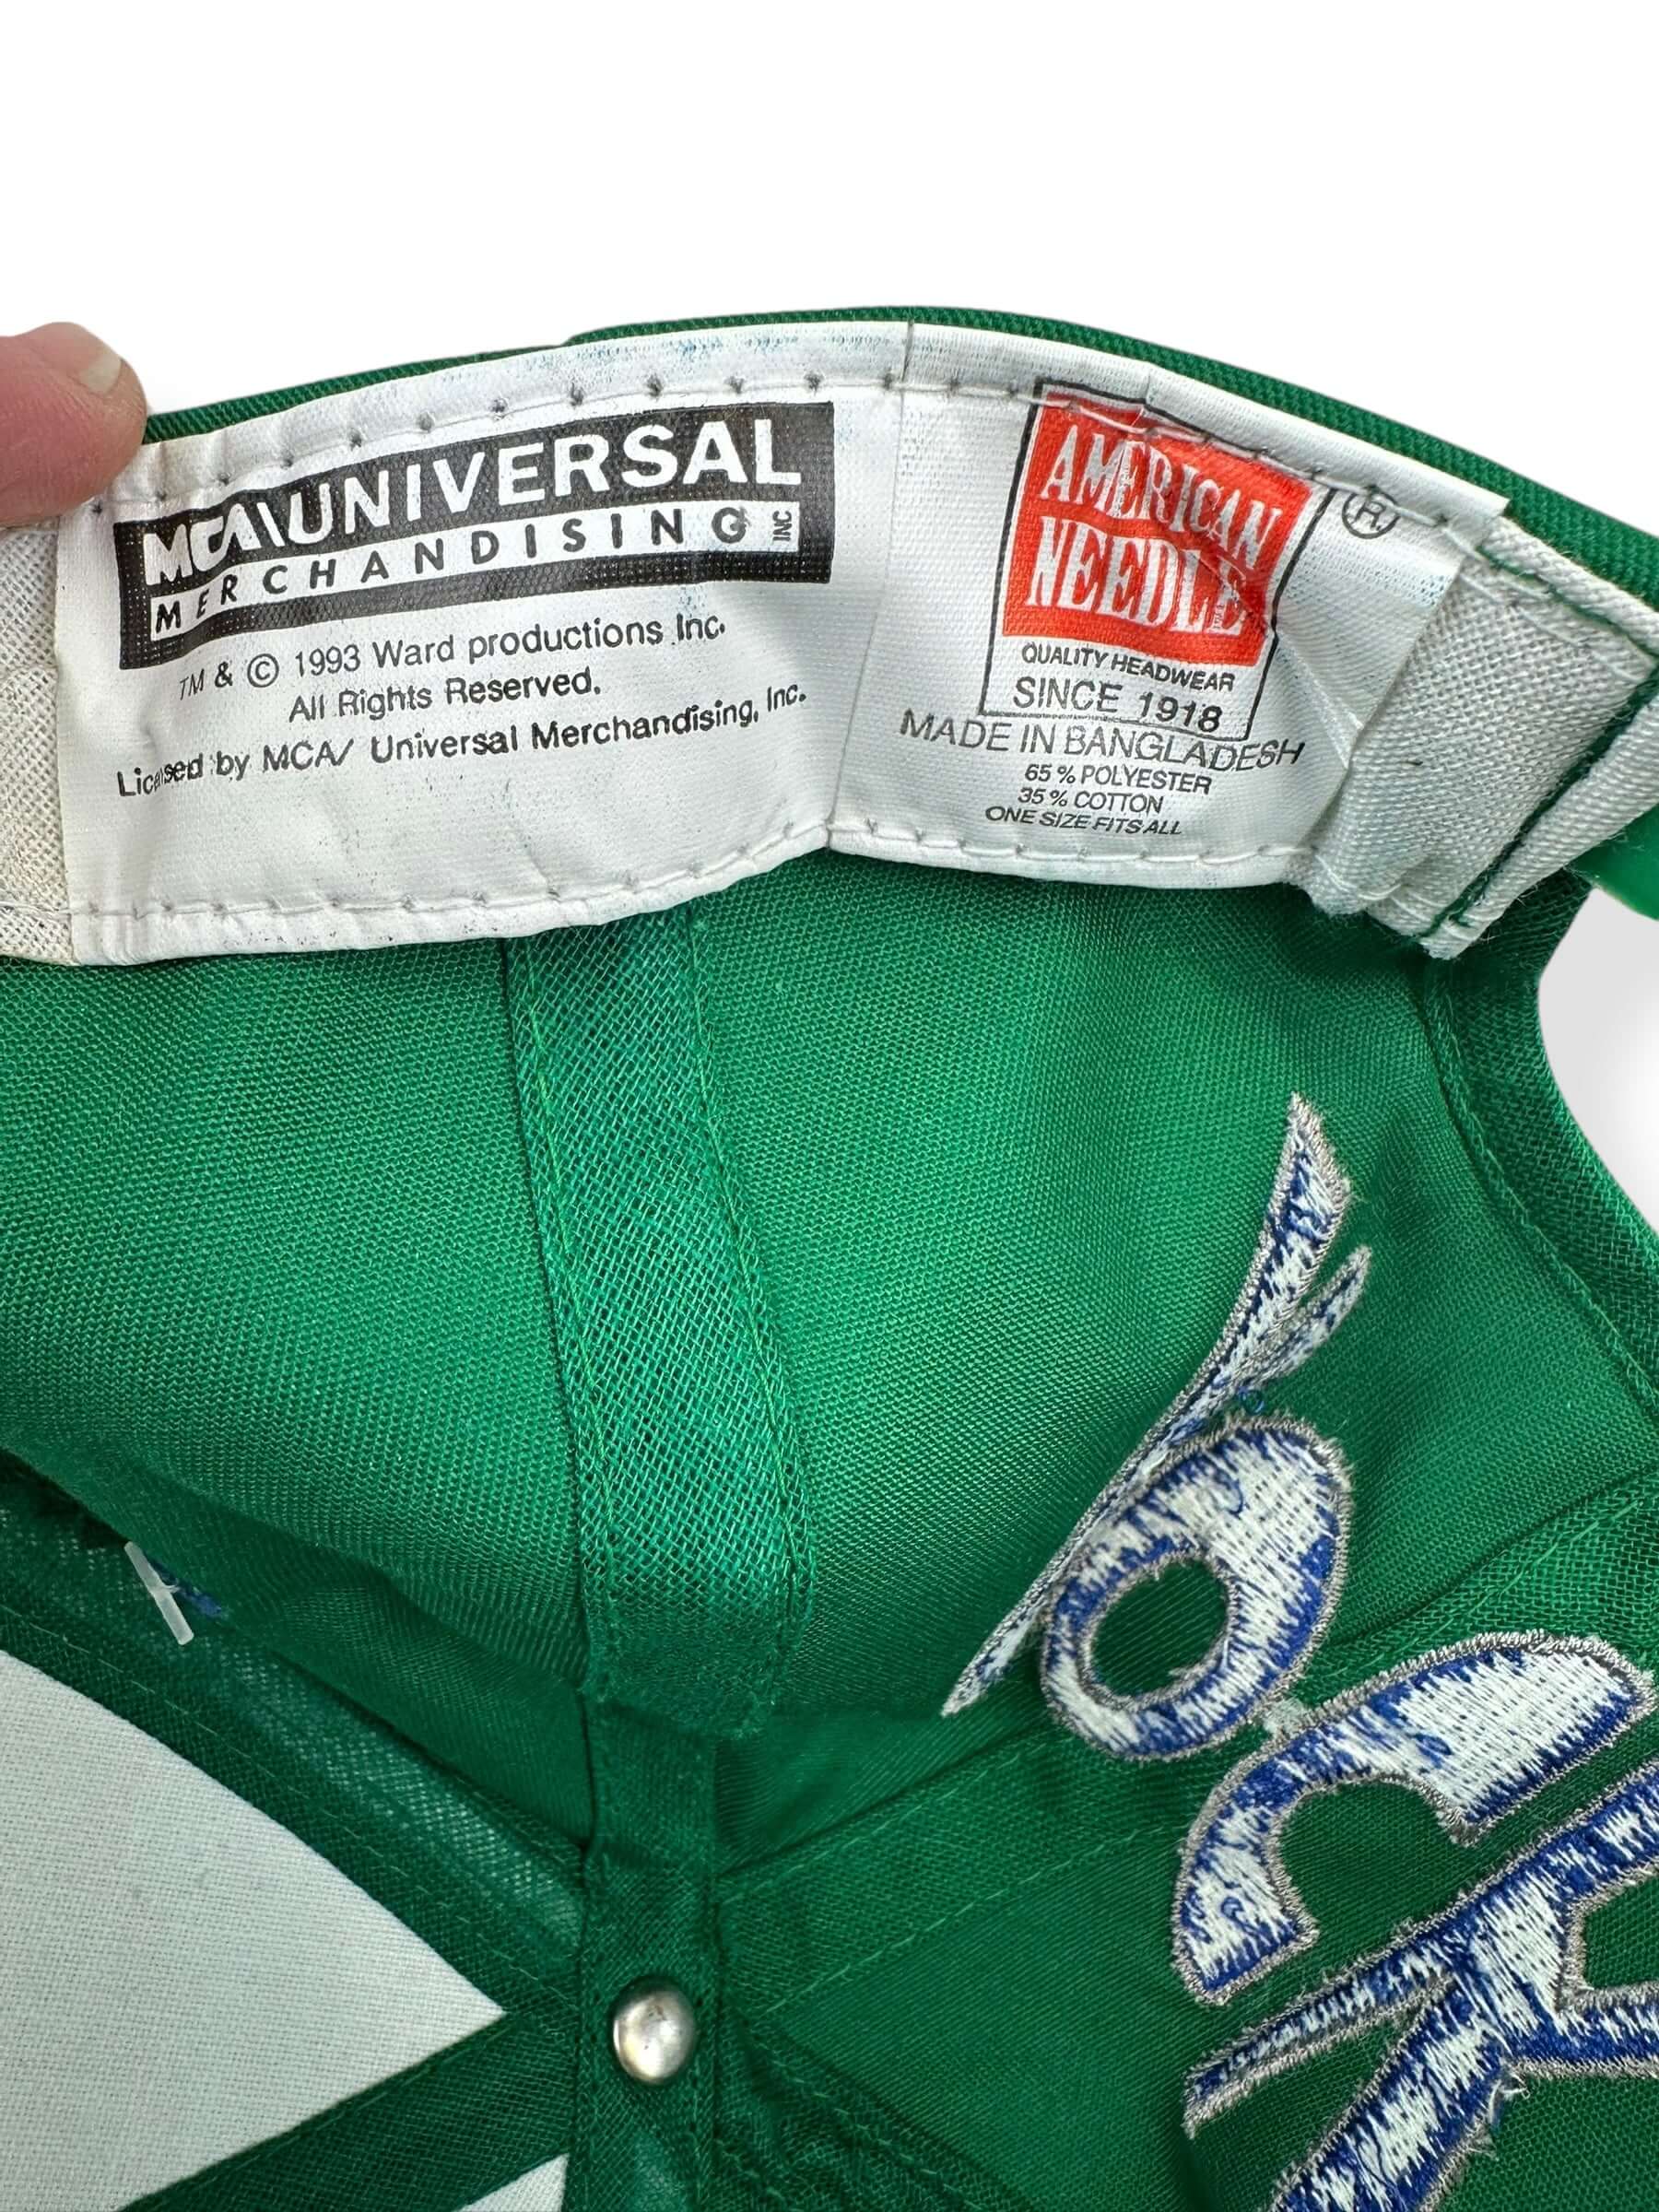 MCA\UNIVERSAL
MERCHANDISING INC
TM & © 1993 Ward productions Inc.
All Rights Reserved.
Licensed by MCA/ Universal Merchandising, Inc.
AMERICAN
NEEDLE ®
QUALITY HEADWEAR
SINCE 1918
MADE IN BANGLADESH
65% POLYESTER
35% COTTON
ONE SIZE FITS ALL